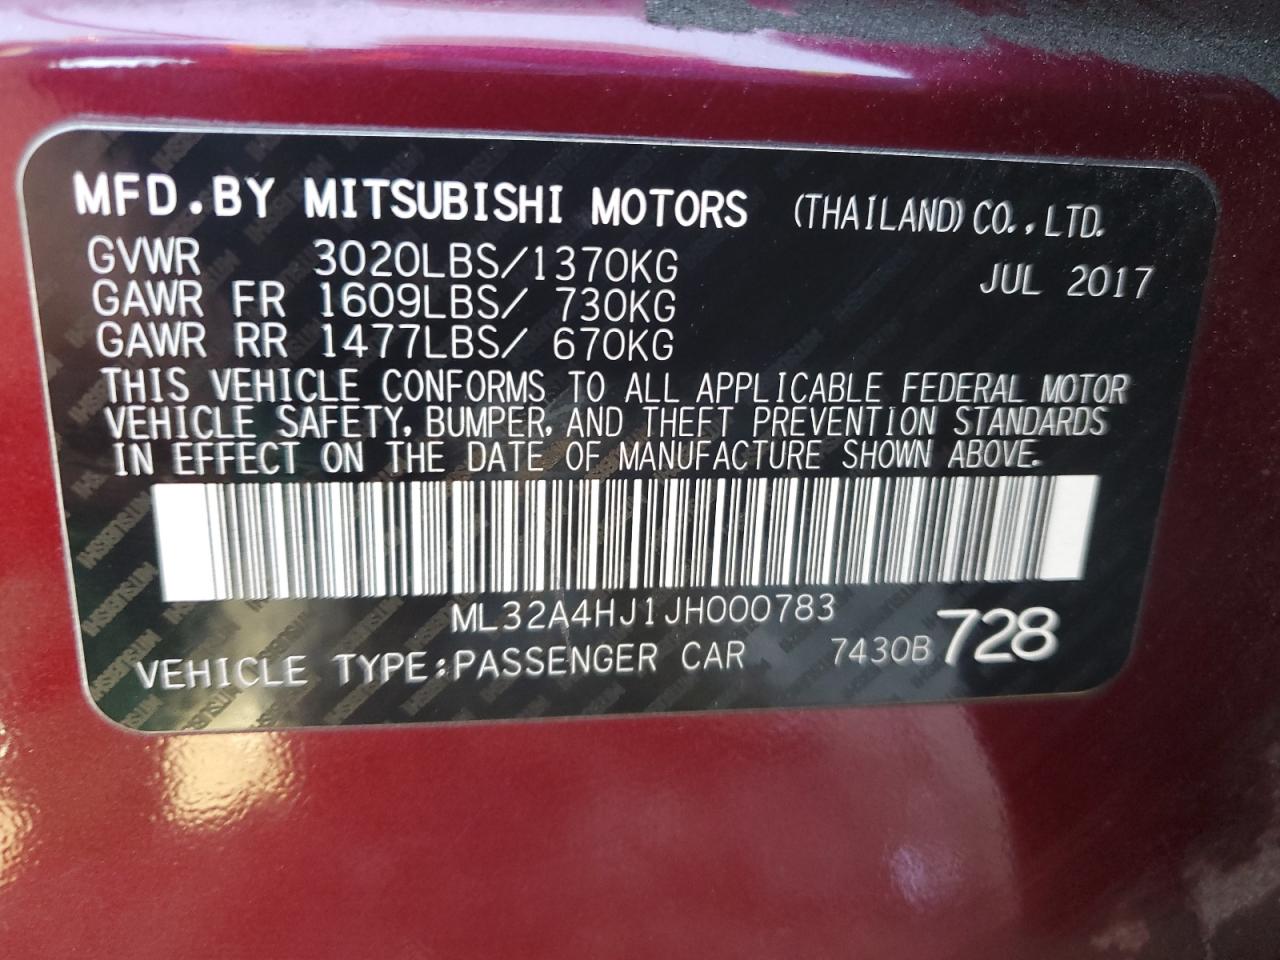 MFD.BY MITSUBISHI MOTORS (THAILAND)CO.,LTD.
GVWR 3020LBS/1370KG JUL 2017
GAWR FR 1609LBS/ 730KG
GAWR RR 1477LBS/ 670KG
THIS VEHICLE CONFORMS TO ALL APPLICABLE FEDERAL MOTOR
VEHICLE SAFETY, BUMPER, AND THEFT PREVENTION STANDARDS
IN EFFECT ON THE DATE OF MANUFACTURE SHOWN ABOVE.
ML32A4HJ1JH000783
VEHICLE TYPE:PASSENGER CAR 7430B 728